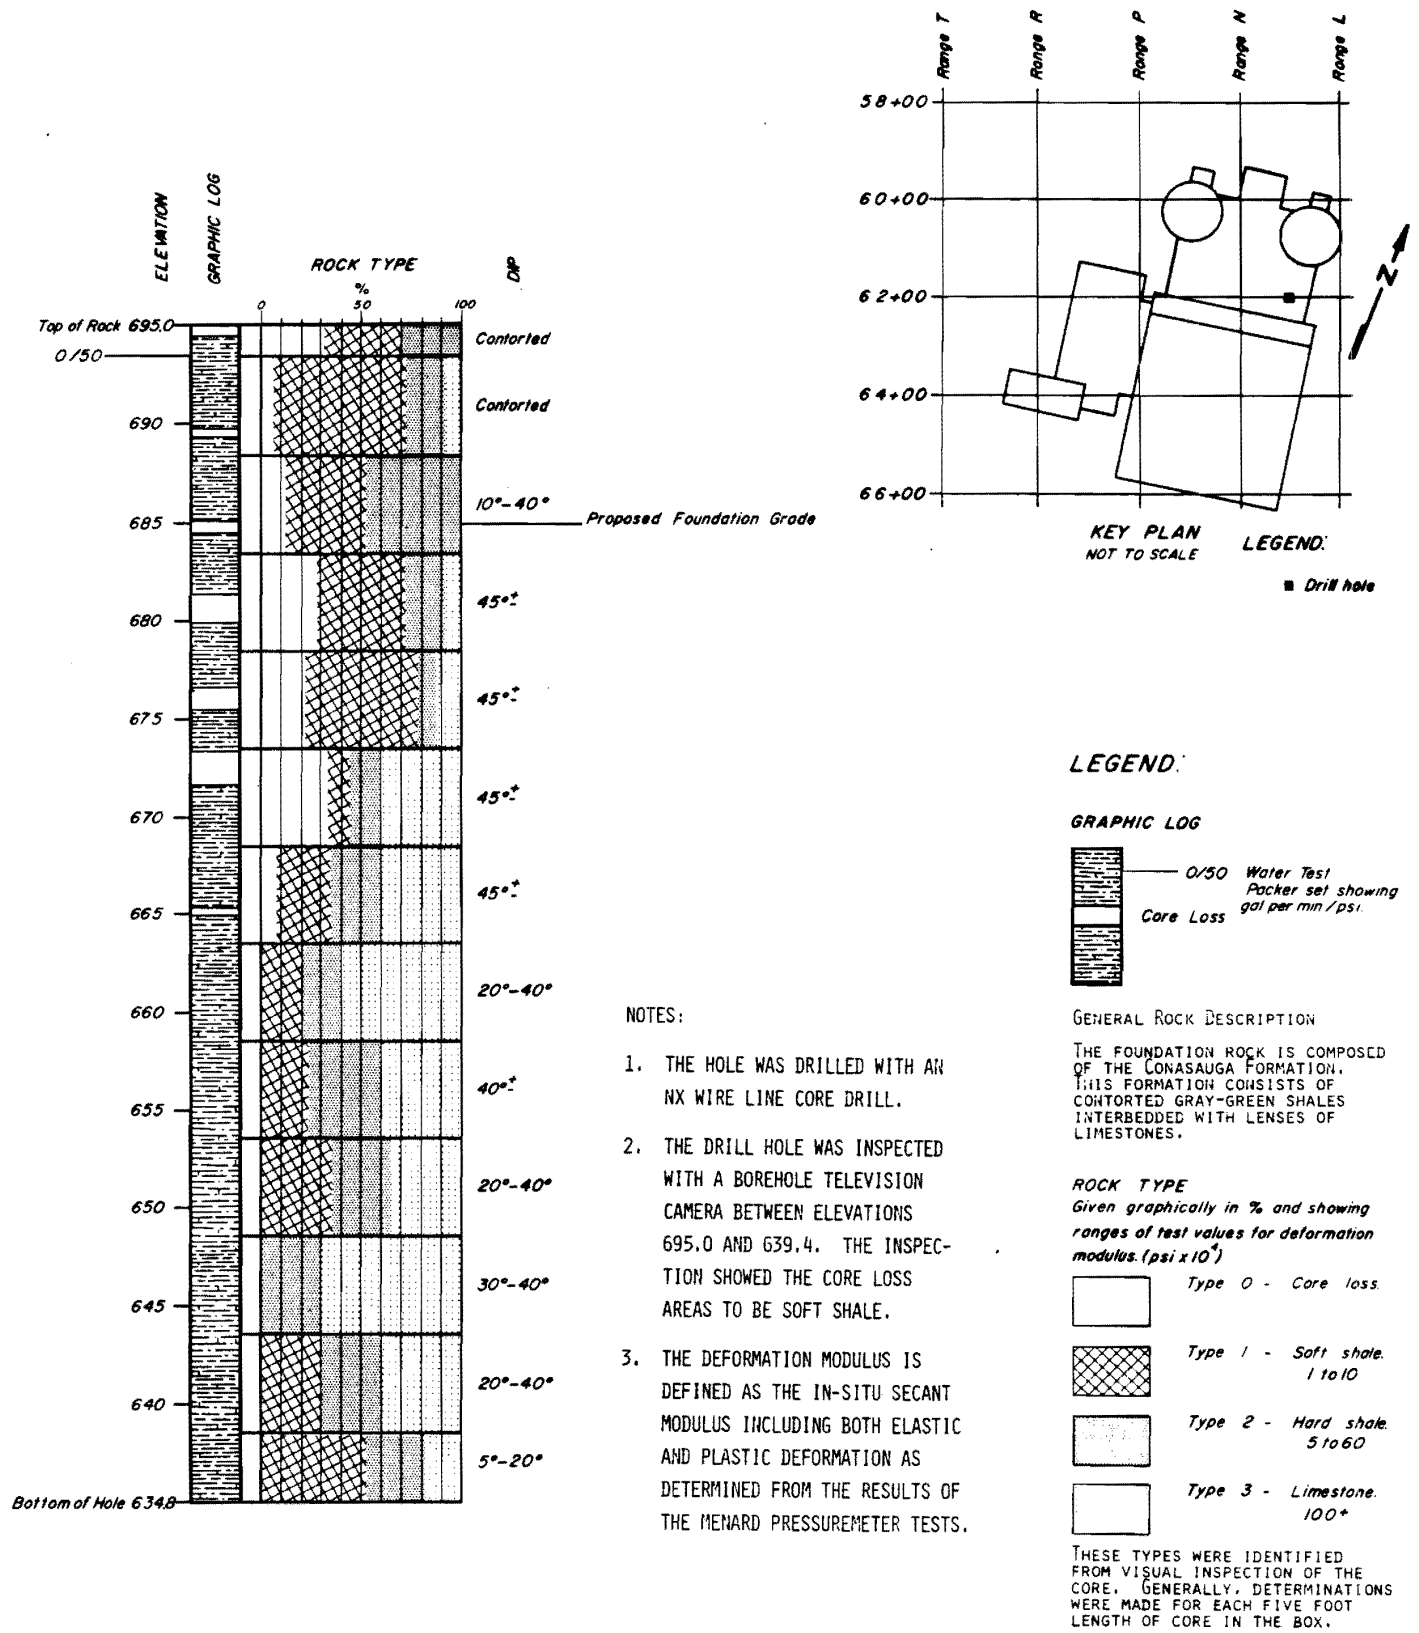 Range T
Range R
Range P
Range N
Range L
58+00
60+00
62+00
64+00
66+00
N
KEY PLAN
NOT TO SCALE
LEGEND:
Drill hole
ELEVATION
GRAPHIC LOG
ROCK TYPE
%
0 50 100
DIP
Top of Rock 695.0
0/50
690
685
680
675
670
665
660
655
650
645
640
Bottom of Hole 634.8
Contorted
Contorted
10°-40°
Proposed Foundation Grade
45°±
45°±
45°±
45°±
20°-40°
40°±
20°-40°
30°-40°
20°-40°
5°-20°
NOTES:
1. THE HOLE WAS DRILLED WITH AN
NX WIRE LINE CORE DRILL.
2. THE DRILL HOLE WAS INSPECTED
WITH A BOREHOLE TELEVISION
CAMERA BETWEEN ELEVATIONS
695.0 AND 639.4. THE INSPEC-
TION SHOWED THE CORE LOSS
AREAS TO BE SOFT SHALE.
3. THE DEFORMATION MODULUS IS
DEFINED AS THE IN-SITU SECANT
MODULUS INCLUDING BOTH ELASTIC
AND PLASTIC DEFORMATION AS
DETERMINED FROM THE RESULTS OF
THE MENARD PRESSUREMETER TESTS.
LEGEND:
GRAPHIC LOG
0/50 Water Test
Packer set showing
gal per min/psi.
Core Loss
GENERAL ROCK DESCRIPTION
THE FOUNDATION ROCK IS COMPOSED
OF THE CONASAUGA FORMATION.
THIS FORMATION CONSISTS OF
CONTORTED GRAY-GREEN SHALES
INTERBEDDED WITH LENSES OF
LIMESTONES.
ROCK TYPE
Given graphically in % and showing
ranges of test values for deformation
modulus. (psi x 10⁴)
Type 0 - Core loss.
Type 1 - Soft shale.
1 to 10
Type 2 - Hard shale.
5 to 60
Type 3 - Limestone.
100+
THESE TYPES WERE IDENTIFIED
FROM VISUAL INSPECTION OF THE
CORE. GENERALLY, DETERMINATIONS
WERE MADE FOR EACH FIVE FOOT
LENGTH OF CORE IN THE BOX.